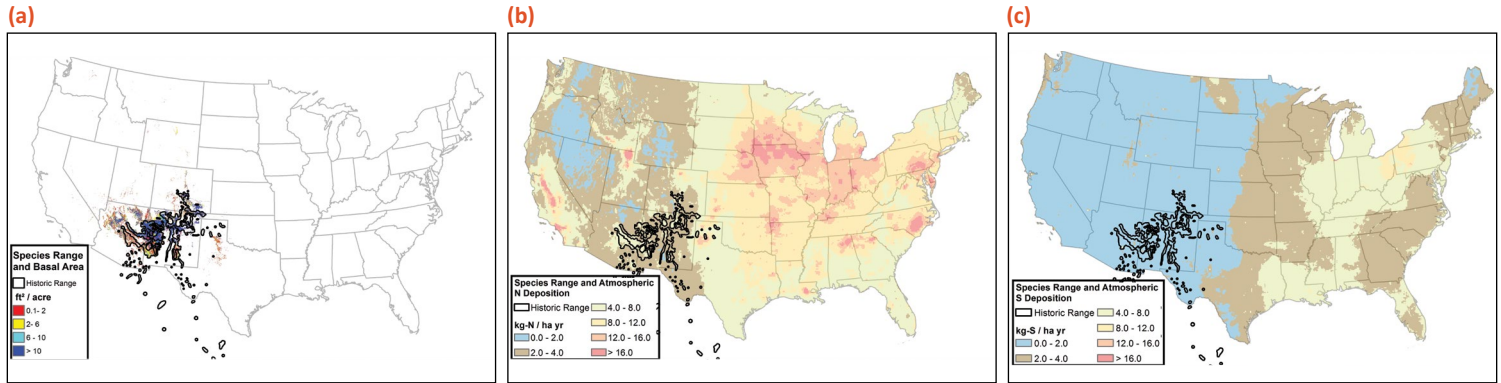 (a)
Species Range
and Basal Area
Historic Range
ft² / acre
0.1- 2
2- 6
6 - 10
> 10
(b)
Species Range and Atmospheric
N Deposition
Historic Range
kg-N / ha yr
0.0 - 2.0
2.0 - 4.0
4.0 - 8.0
8.0 - 12.0
12.0 - 16.0
> 16.0
(c)
Species Range and Atmospheric
S Deposition
Historic Range
kg-S / ha yr
0.0 - 2.0
2.0 - 4.0
4.0 - 8.0
8.0 - 12.0
12.0 - 16.0
> 16.0